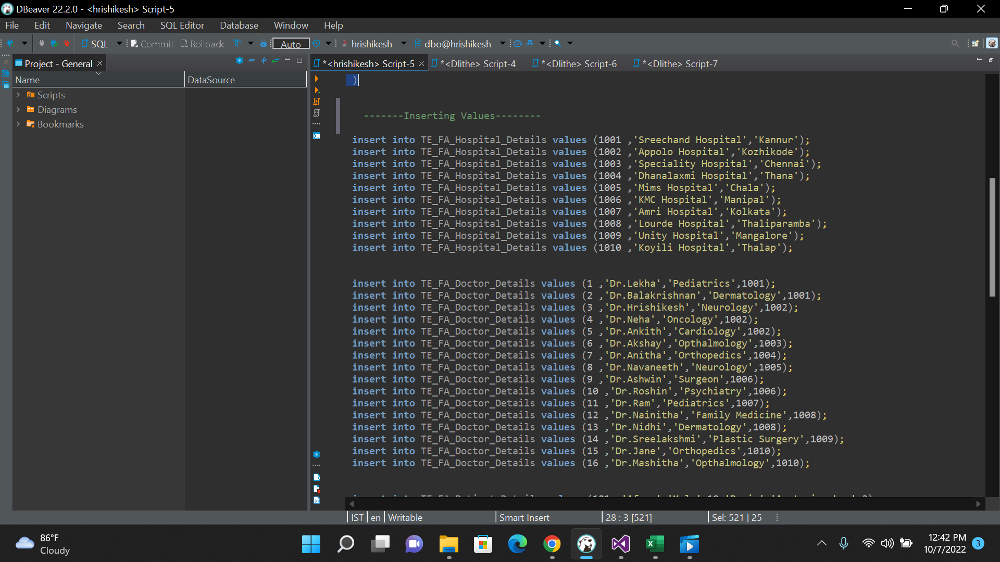 DBeaver 22.2.0 - <hrishikesh> Script-5
File Edit Navigate Search SQL Editor Database Window Help
SQL Commit Rollback Auto hrishikesh dbo@hrishikesh
Project - General
*<hrishikesh> Script-5 *<Dlithe> Script-4 *<Dlithe> Script-6 *<Dlithe> Script-7
Name DataSource
Scripts
Diagrams
Bookmarks
)
-------Inserting Values--------
insert into TE_FA_Hospital_Details values (1001 ,'Sreechand Hospital','Kannur');
insert into TE_FA_Hospital_Details values (1002 ,'Appolo Hospital','Kozhikode');
insert into TE_FA_Hospital_Details values (1003 ,'Speciality Hospital','Chennai');
insert into TE_FA_Hospital_Details values (1004 ,'Dhanalaxmi Hospital','Thana');
insert into TE_FA_Hospital_Details values (1005 ,'Mims Hospital','Chala');
insert into TE_FA_Hospital_Details values (1006 ,'KMC Hospital','Manipal');
insert into TE_FA_Hospital_Details values (1007 ,'Amri Hospital','Kolkata');
insert into TE_FA_Hospital_Details values (1008 ,'Lourde Hospital','Thaliparamba');
insert into TE_FA_Hospital_Details values (1009 ,'Unity Hospital','Mangalore');
insert into TE_FA_Hospital_Details values (1010 ,'Koyili Hospital','Thalap');
insert into TE_FA_Doctor_Details values (1 ,'Dr.Lekha','Pediatrics',1001);
insert into TE_FA_Doctor_Details values (2 ,'Dr.Balakrishnan','Dermatology',1001);
insert into TE_FA_Doctor_Details values (3 ,'Dr.Hrishikesh','Neurology',1002);
insert into TE_FA_Doctor_Details values (4 ,'Dr.Neha','Oncology',1002);
insert into TE_FA_Doctor_Details values (5 ,'Dr.Ankith','Cardiology',1002);
insert into TE_FA_Doctor_Details values (6 ,'Dr.Akshay','Opthalmology',1003);
insert into TE_FA_Doctor_Details values (7 ,'Dr.Anitha','Orthopedics',1004);
insert into TE_FA_Doctor_Details values (8 ,'Dr.Navaneeth','Neurology',1005);
insert into TE_FA_Doctor_Details values (9 ,'Dr.Ashwin','Surgeon',1006);
insert into TE_FA_Doctor_Details values (10 ,'Dr.Roshin','Psychiatry',1006);
insert into TE_FA_Doctor_Details values (11 ,'Dr.Ram','Pediatrics',1007);
insert into TE_FA_Doctor_Details values (12 ,'Dr.Nainitha','Family Medicine',1008);
insert into TE_FA_Doctor_Details values (13 ,'Dr.Nidhi','Dermatology',1008);
insert into TE_FA_Doctor_Details values (14 ,'Dr.Sreelakshmi','Plastic Surgery',1009);
insert into TE_FA_Doctor_Details values (15 ,'Dr.Jane','Orthopedics',1010);
insert into TE_FA_Doctor_Details values (16 ,'Dr.Mashitha','Opthalmology',1010);
IST en Writable Smart Insert 28 : 3 [521] Sel: 521 | 25
86°F
Cloudy
12:42 PM
10/7/2022 3